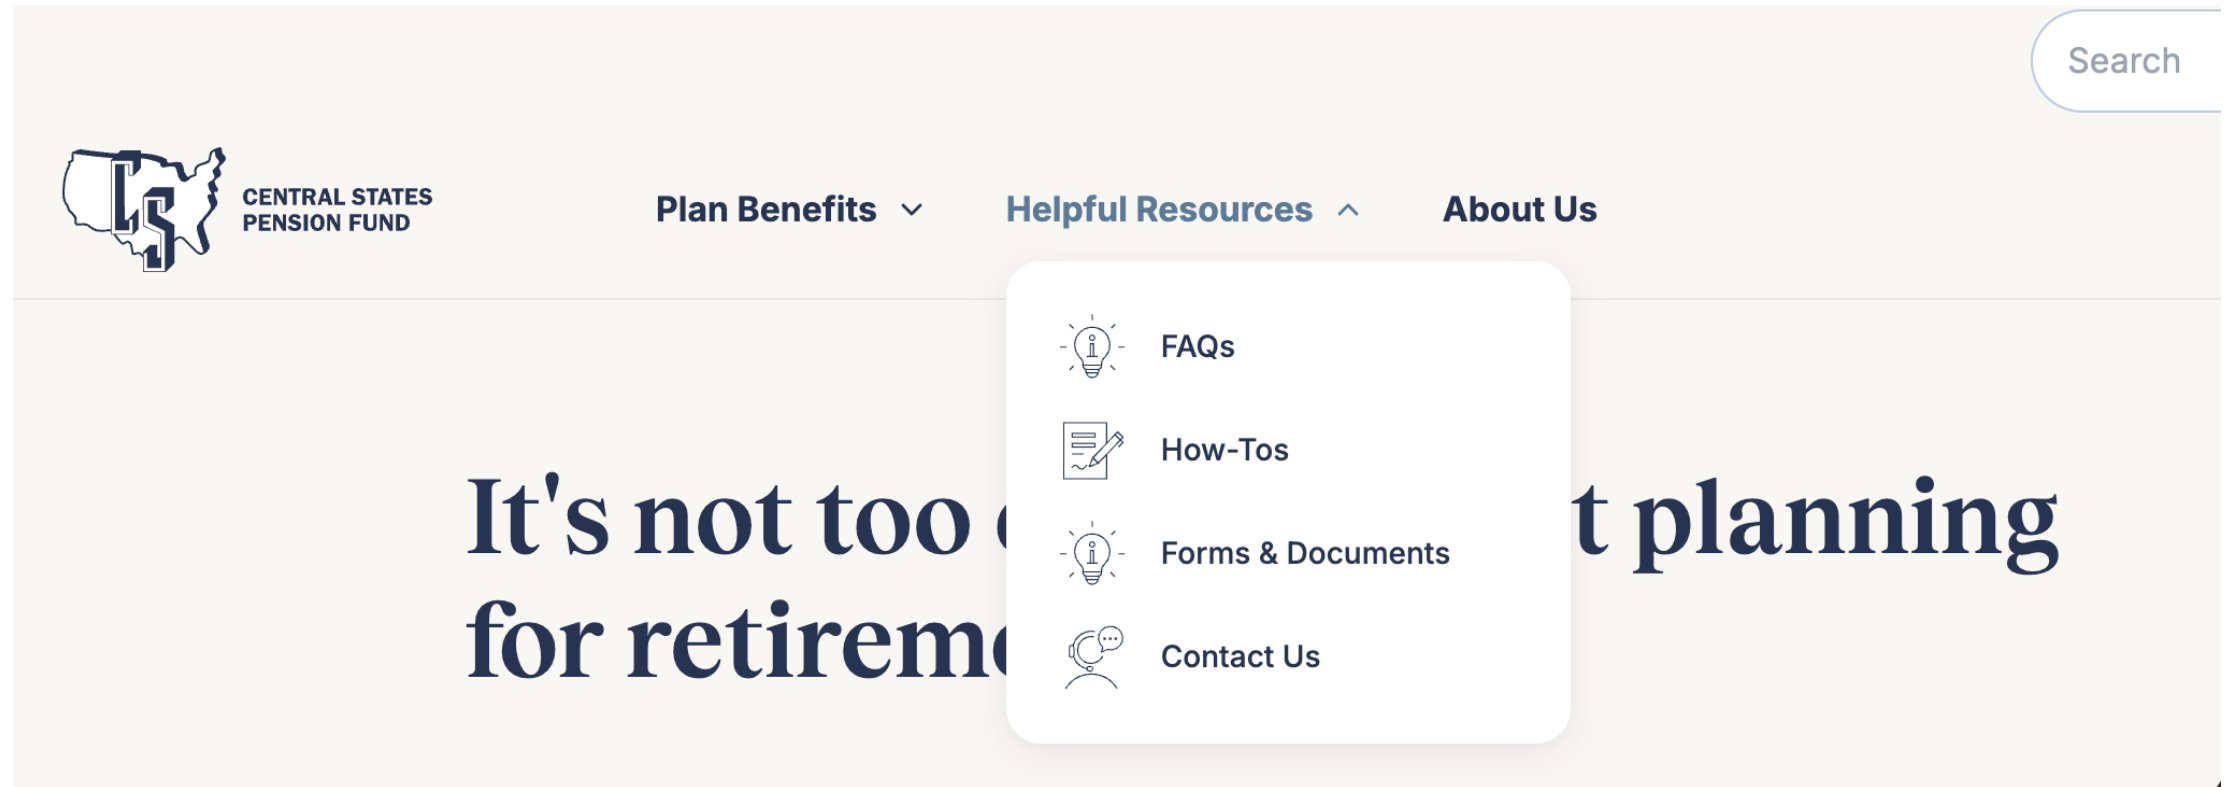 Search
CENTRAL STATES
PENSION FUND
Plan Benefits
Helpful Resources
About Us
FAQs
How-Tos
Forms & Documents
Contact Us
It's not too t planning
for retirem